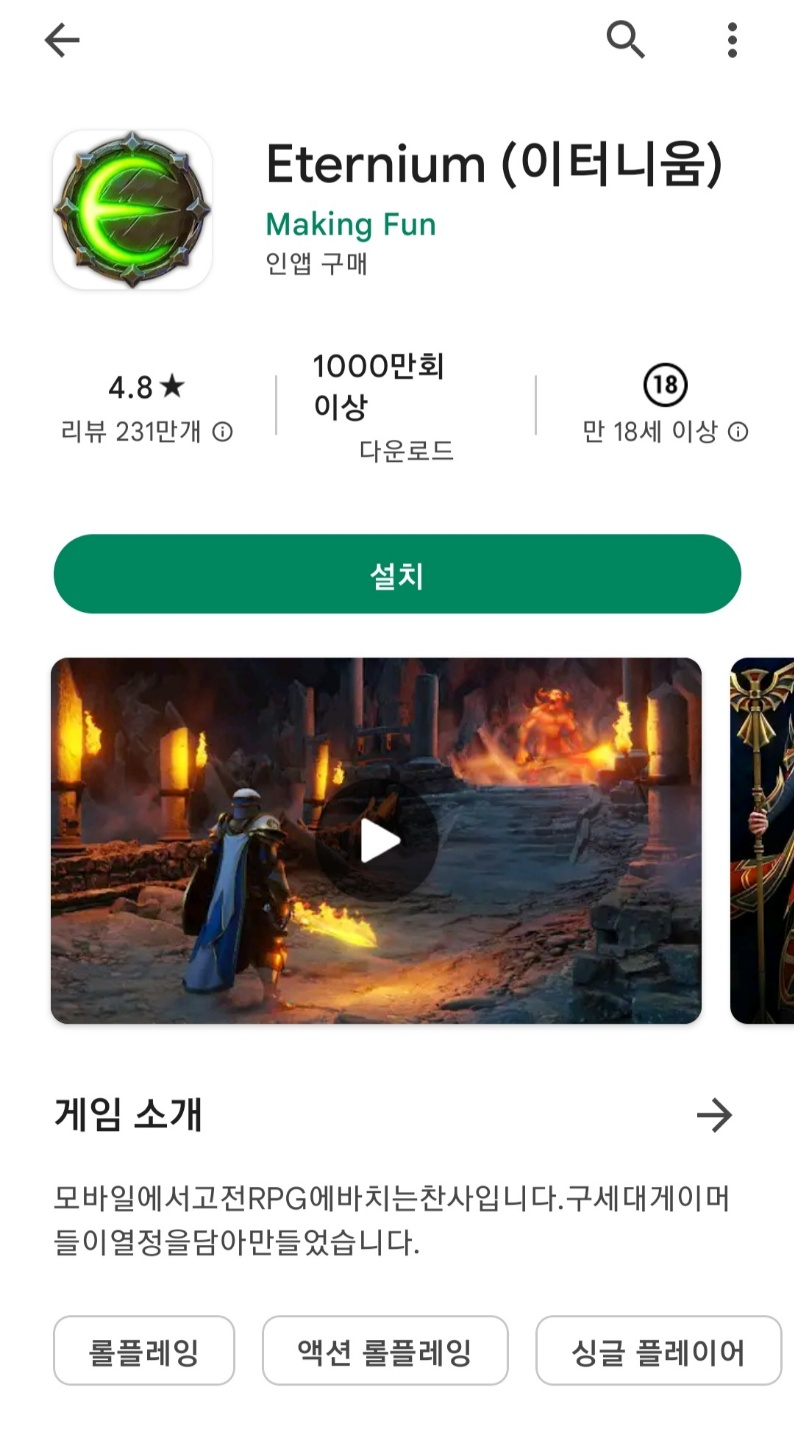 Eternium (이터니움)
Making Fun
인앱 구매
4.8★
리뷰 231만개
1000만회
이상
다운로드
18
만 18세 이상
설치
게임 소개
모바일에서고전RPG에바치는찬사입니다.구세대게이머
들이열정을담아만들었습니다.
롤플레잉
액션 롤플레잉
싱글 플레이어